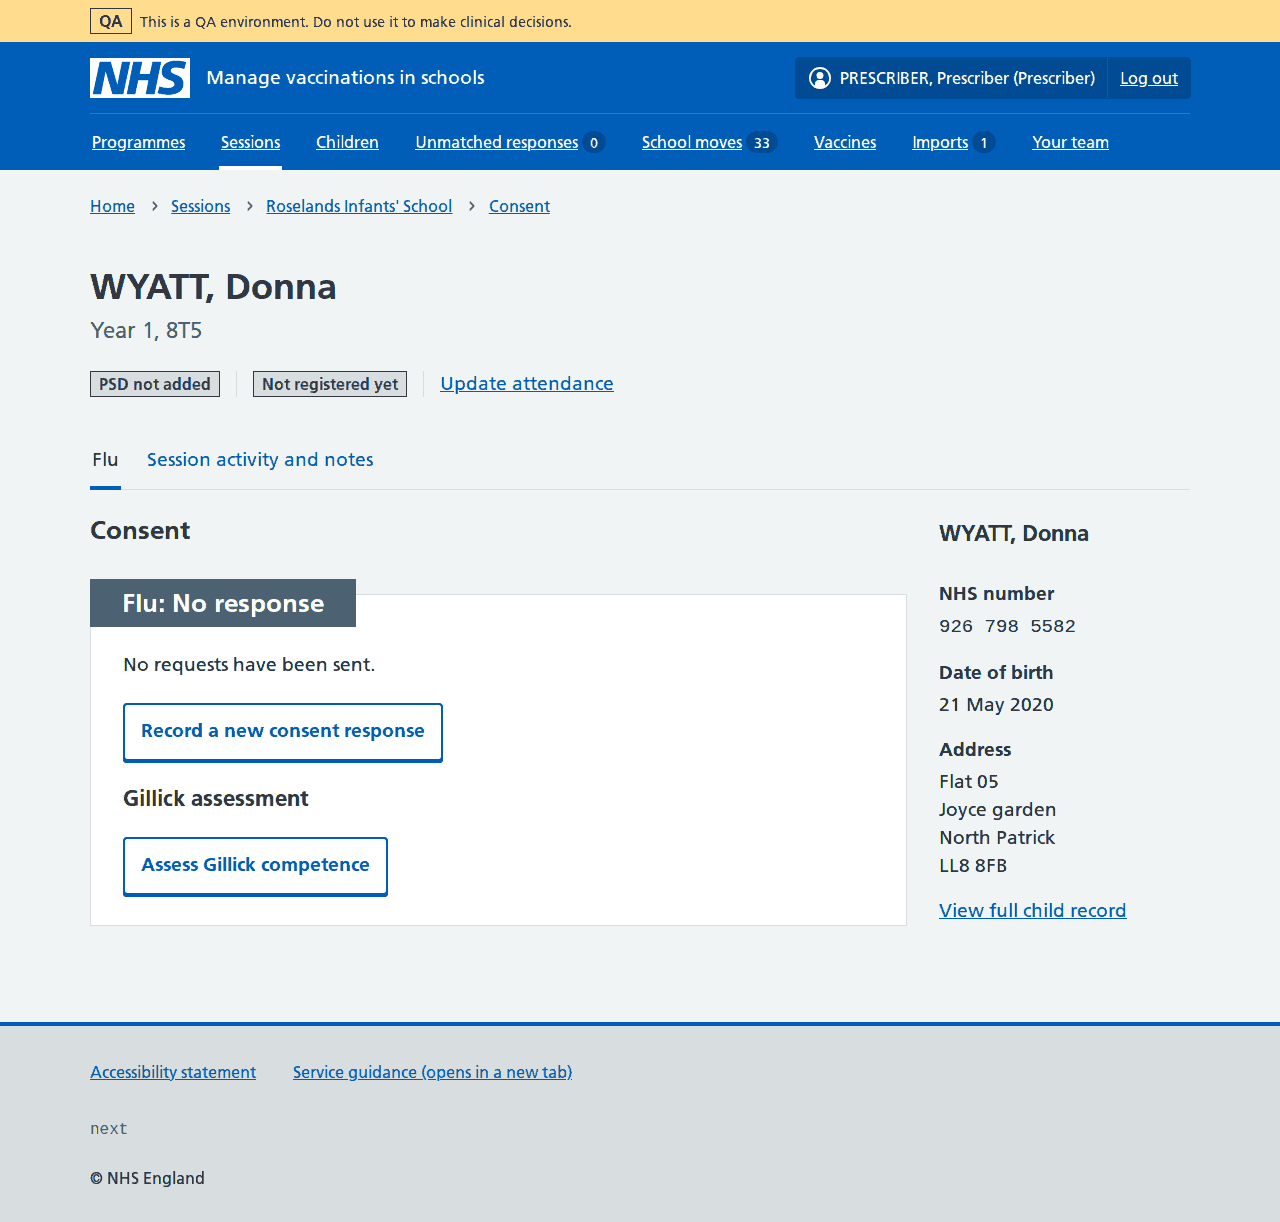 QA This is a QA environment. Do not use it to make clinical decisions.
NHS Manage vaccinations in schools PRESCRIBER, Prescriber (Prescriber) Log out
Programmes Sessions Children Unmatched responses 0 School moves 33 Vaccines Imports 1 Your team
Home › Sessions › Roselands Infants' School › Consent
WYATT, Donna
Year 1, 8T5
PSD not added Not registered yet Update attendance
Flu Session activity and notes
Consent
Flu: No response
No requests have been sent.
Record a new consent response
Gillick assessment
Assess Gillick competence
WYATT, Donna
NHS number
926 798 5582
Date of birth
21 May 2020
Address
Flat 05
Joyce garden
North Patrick
LL8 8FB
View full child record
Accessibility statement Service guidance (opens in a new tab)
next
© NHS England